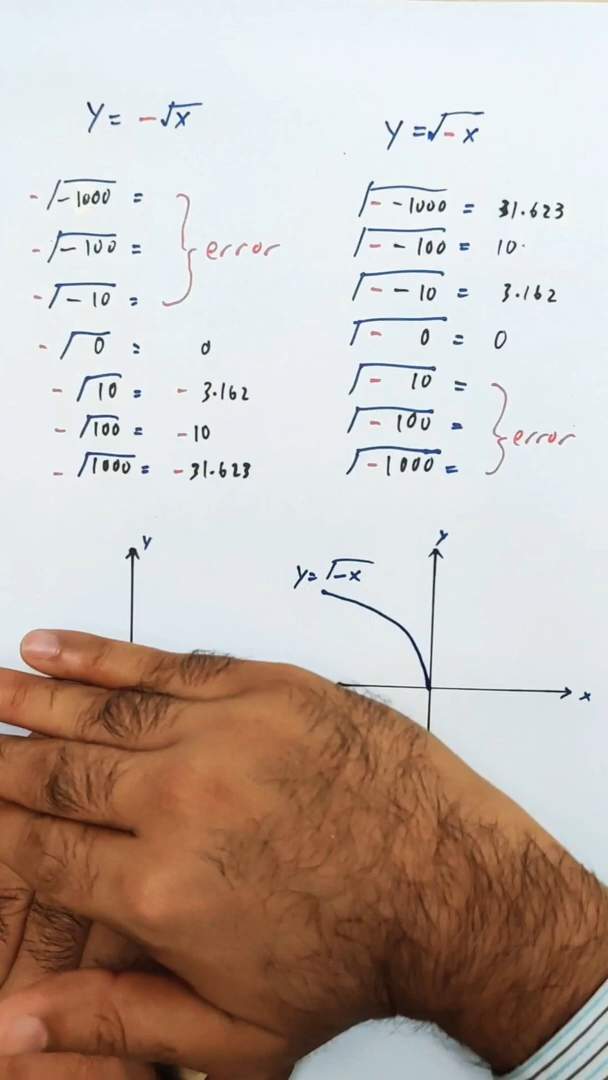 y = -√x
-√-1000 =
-√-100 =
-√-10 =
error
-√0 = 0
-√10 = -3.162
-√100 = -10
-√1000 = -31.623
y = √-x
√--1000 = 31.623
√--100 = 10.
√--10 = 3.162
√-0 = 0
√-10 =
√-100 =
√-1000 =
error
y
y
y=√-x
x